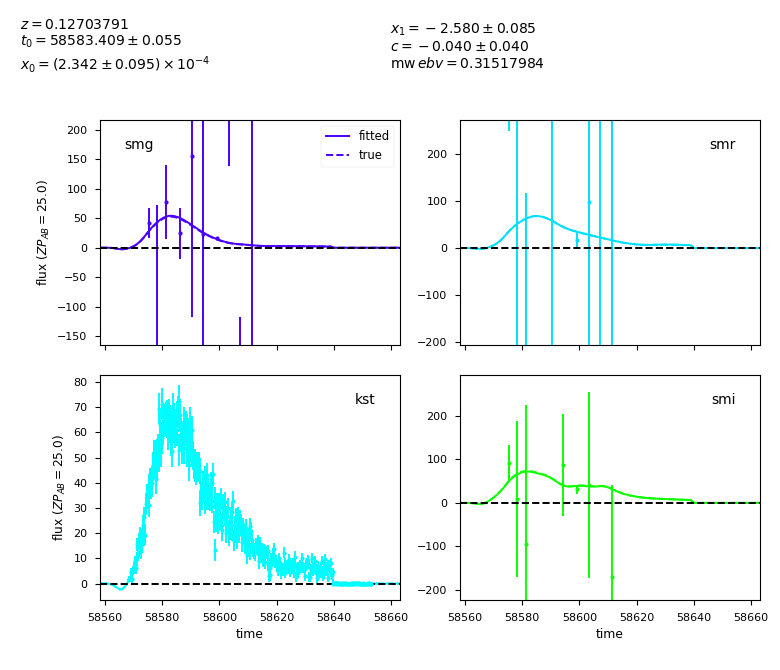 z = 0.12703791
t₀ = 58583.409 ± 0.055
x₀ = (2.342 ± 0.095) × 10⁻⁴
x₁ = −2.580 ± 0.085
c = −0.040 ± 0.040
mw ebv = 0.31517984
smg
fitted
true
200
150
100
50
0
−50
−100
−150
flux (ZP_AB = 25.0)
smr
200
100
0
−100
−200
kst
80
70
60
50
40
30
20
10
0
flux (ZP_AB = 25.0)
58560 58580 58600 58620 58640 58660
time
smi
200
100
0
−100
−200
58560 58580 58600 58620 58640 58660
time